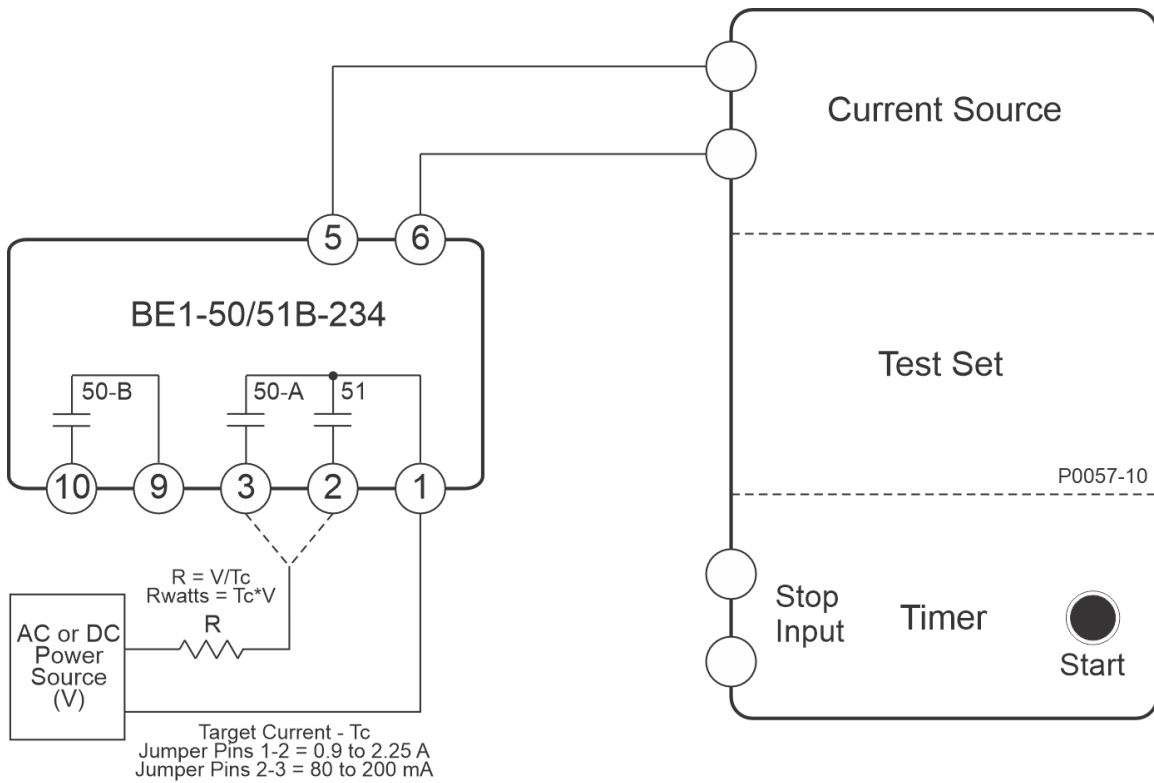 Current Source
5
6
BE1-50/51B-234
50-B
50-A
51
Test Set
10
9
3
2
1
P0057-10
R = V/Tc
Rwatts = Tc*V
R
AC or DC
Power
Source
(V)
Stop
Input
Timer
Start
Target Current - Tc
Jumper Pins 1-2 = 0.9 to 2.25 A
Jumper Pins 2-3 = 80 to 200 mA